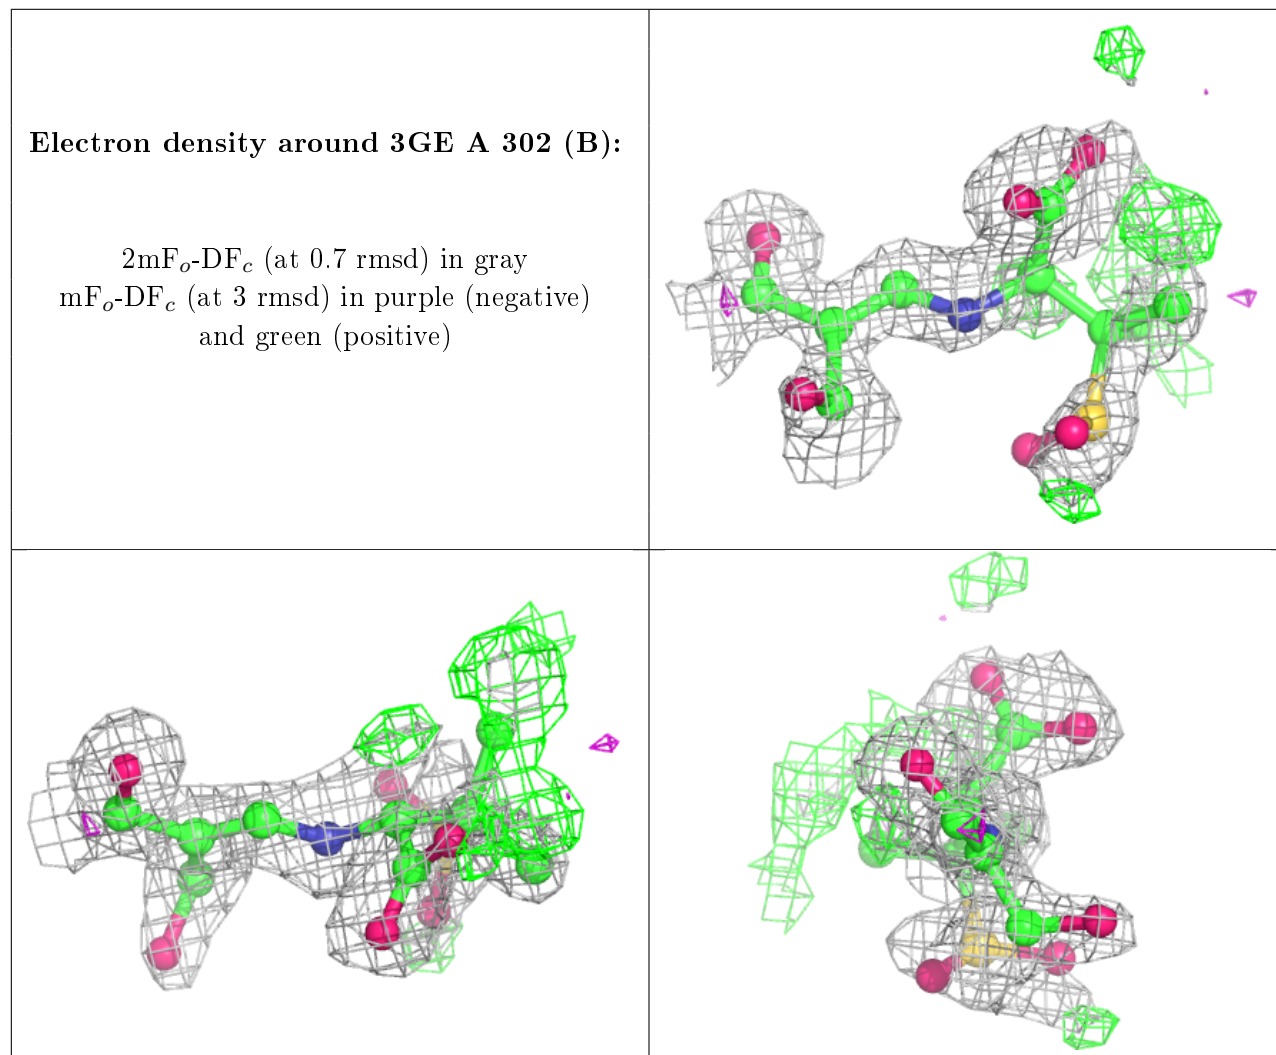 Electron density around 3GE A 302 (B):
2mFₒ-DF𝒸 (at 0.7 rmsd) in gray
mFₒ-DF𝒸 (at 3 rmsd) in purple (negative)
and green (positive)